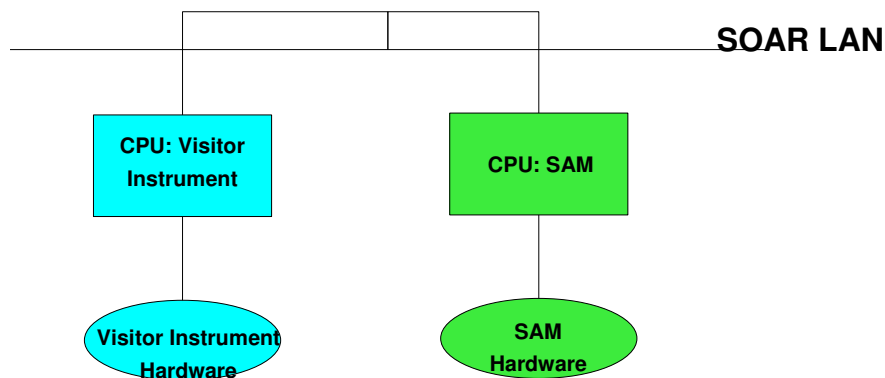 SOAR LAN
CPU: Visitor
Instrument
CPU: SAM
Visitor Instrument
Hardware
SAM
Hardware